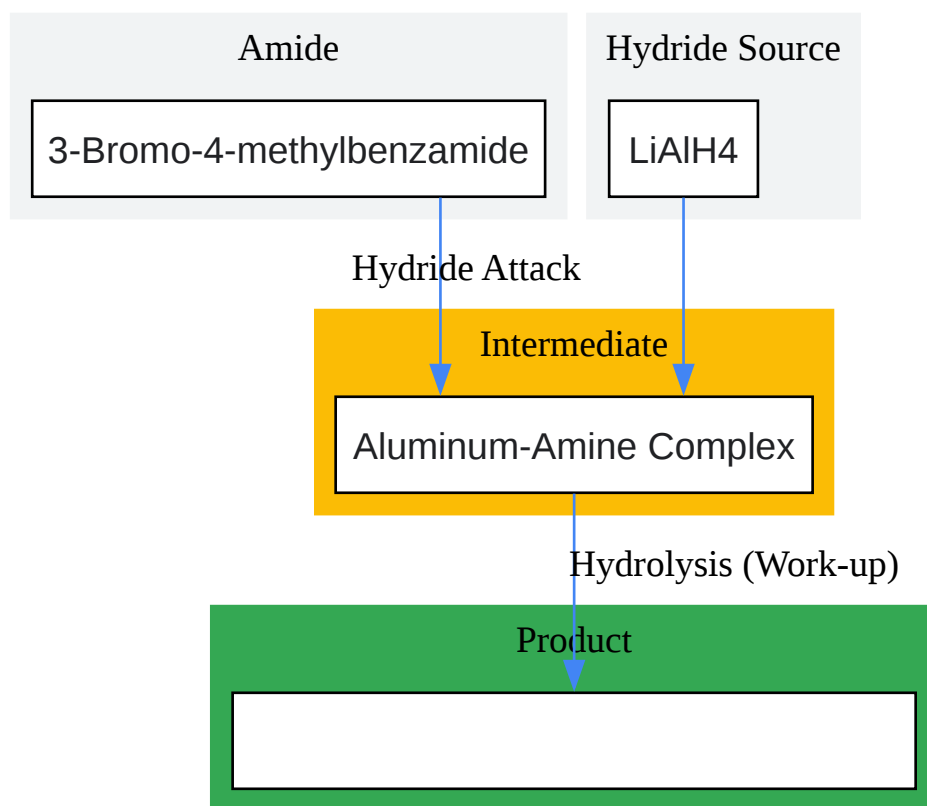 Amide
Hydride Source
3-Bromo-4-methylbenzamide
LiAlH4
Hydride Attack
Intermediate
Aluminum-Amine Complex
Hydrolysis (Work-up)
Product